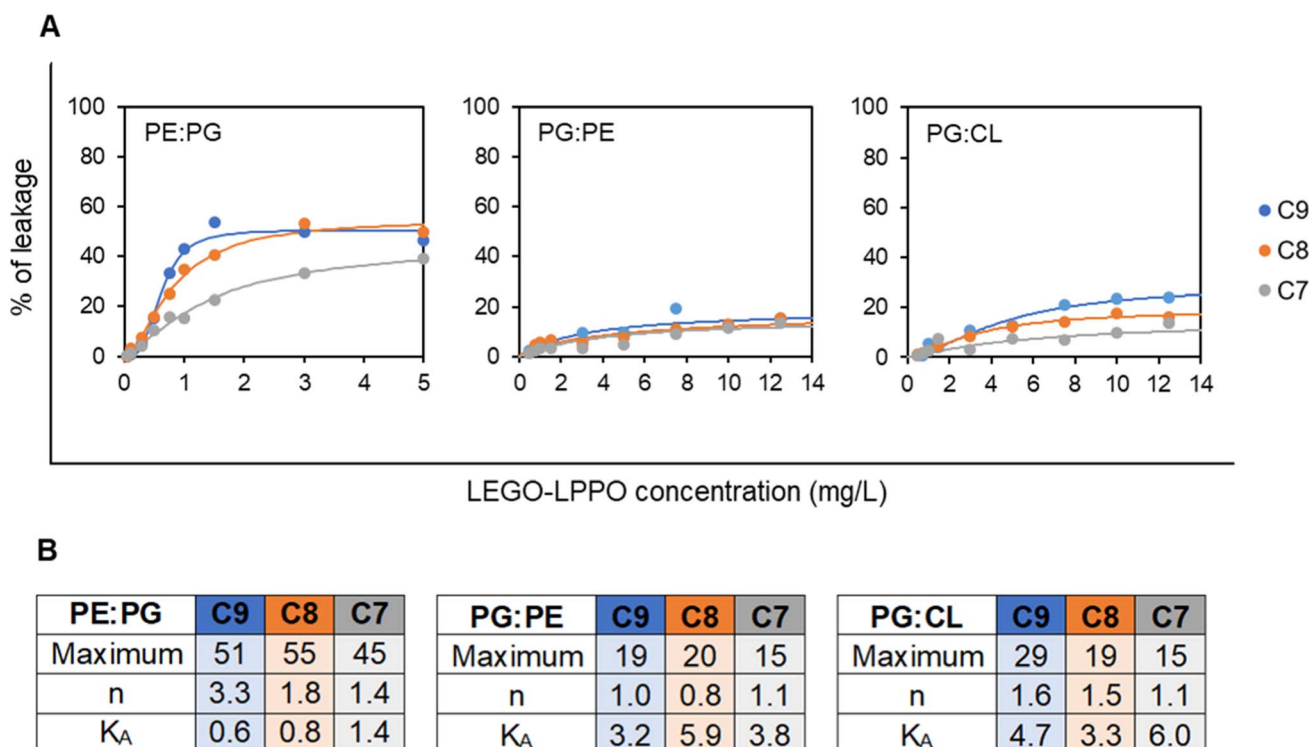 A
100
80
60
40
20
0
PE:PG
0 1 2 3 4 5
100
80
60
40
20
0
PG:PE
0 2 4 6 8 10 12 14
100
80
60
40
20
0
PG:CL
0 2 4 6 8 10 12 14
% of leakage
C9
C8
C7
LEGO-LPPO concentration (mg/L)
B
PE:PG C9 C8 C7
Maximum 51 55 45
n 3.3 1.8 1.4
KA 0.6 0.8 1.4
PG:PE C9 C8 C7
Maximum 19 20 15
n 1.0 0.8 1.1
KA 3.2 5.9 3.8
PG:CL C9 C8 C7
Maximum 29 19 15
n 1.6 1.5 1.1
KA 4.7 3.3 6.0